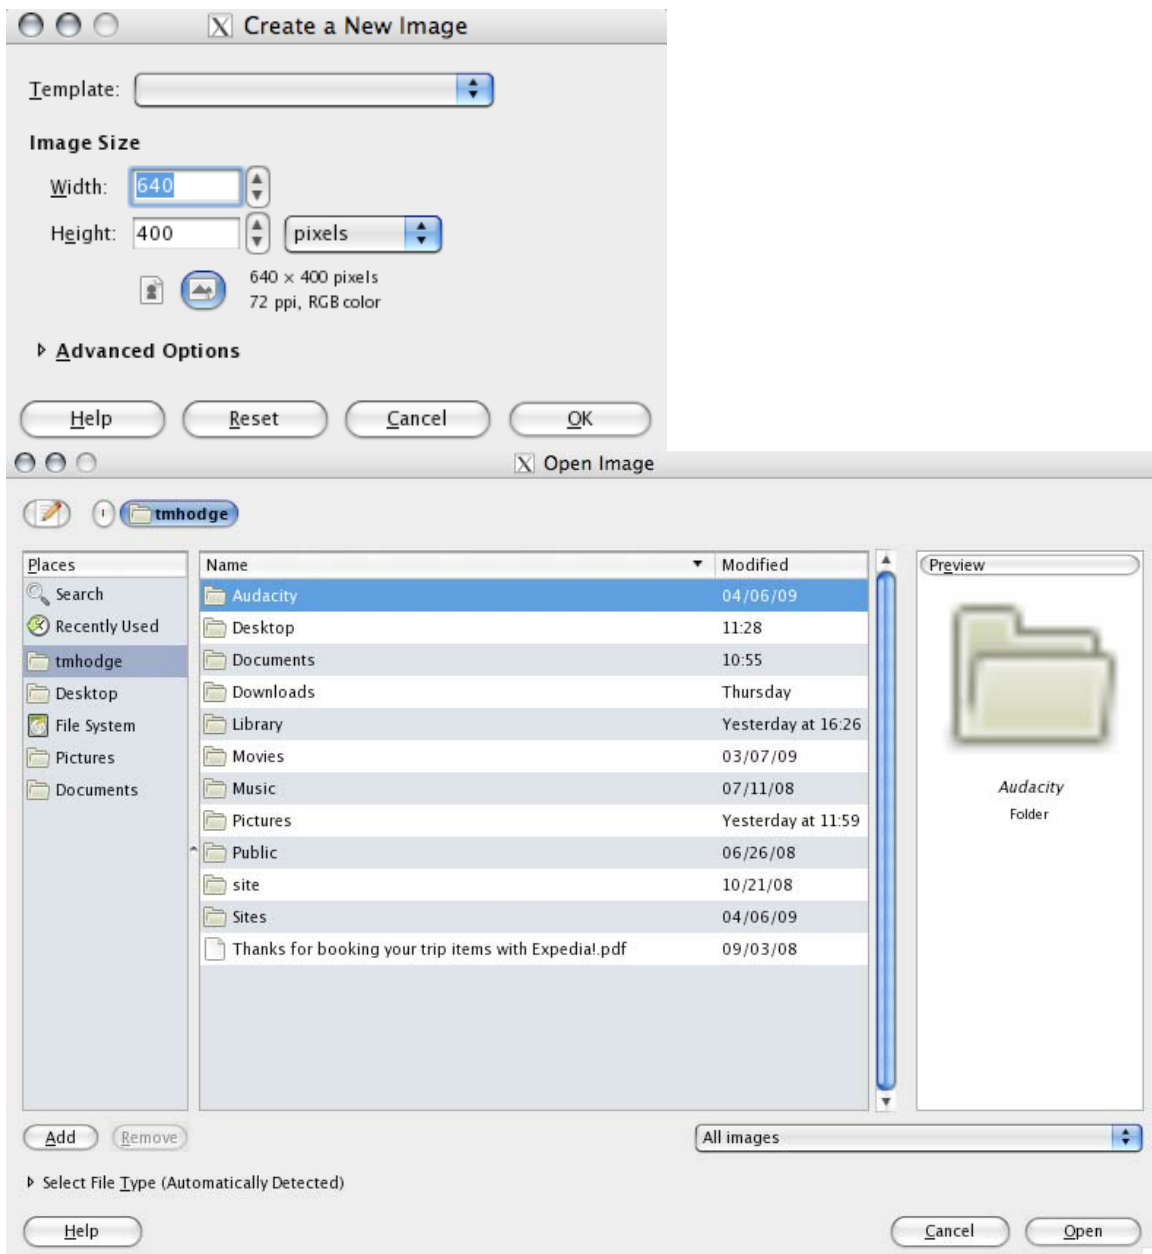 Create a New Image
Template:
Image Size
Width: 640
Height: 400 pixels
640 × 400 pixels
72 ppi, RGB color
Advanced Options
Help Reset Cancel OK
Open Image
tmhodge
Places Name Modified Preview
Search Audacity 04/06/09
Recently Used Desktop 11:28
tmhodge Documents 10:55
Desktop Downloads Thursday
File System Library Yesterday at 16:26
Pictures Movies 03/07/09
Documents Music 07/11/08 Audacity
Pictures Yesterday at 11:59 Folder
Public 06/26/08
site 10/21/08
Sites 04/06/09
Thanks for booking your trip items with Expedia!.pdf 09/03/08
Add Remove All images
Select File Type (Automatically Detected)
Help Cancel Open